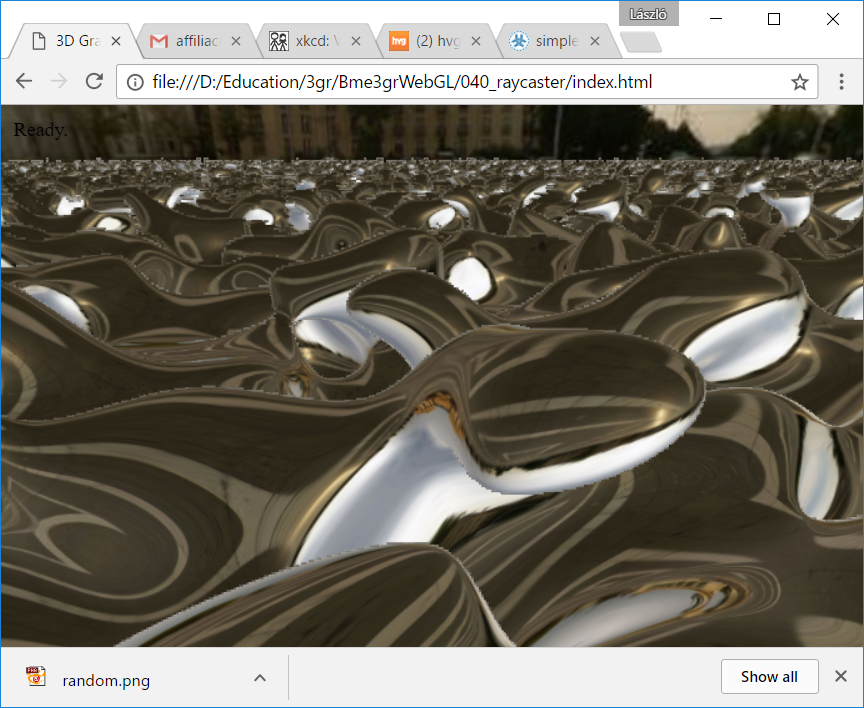 László
3D Gra
affiliac
xkcd: V
hvg
(2) hvg
simple
file:///D:/Education/3gr/Bme3grWebGL/040_raycaster/index.html
Ready.
random.png
Show all